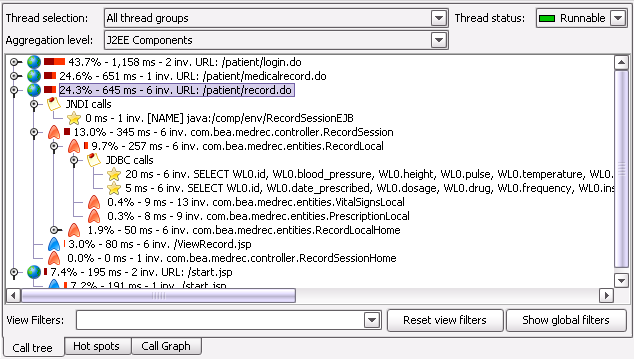 Thread selection: All thread groups Thread status: Runnable
Aggregation level: J2EE Components
43.7% - 1,158 ms - 2 inv. URL: /patient/login.do
24.6% - 651 ms - 1 inv. URL: /patient/medicalrecord.do
24.3% - 645 ms - 6 inv. URL: /patient/record.do
JNDI calls
0 ms - 1 inv. [NAME] java:/comp/env/RecordSessionEJB
13.0% - 345 ms - 6 inv. com.bea.medrec.controller.RecordSession
9.7% - 257 ms - 6 inv. com.bea.medrec.entities.RecordLocal
JDBC calls
20 ms - 6 inv. SELECT WL0.id, WL0.blood_pressure, WL0.height, WL0.pulse, WL0.temperature, WL0
5 ms - 6 inv. SELECT WL0.id, WL0.date_prescribed, WL0.dosage, WL0.drug, WL0.frequency, WL0.ins
0.4% - 9 ms - 13 inv. com.bea.medrec.entities.VitalSignsLocal
0.3% - 8 ms - 9 inv. com.bea.medrec.entities.PrescriptionLocal
1.9% - 50 ms - 6 inv. com.bea.medrec.entities.RecordLocalHome
3.0% - 80 ms - 6 inv. /ViewRecord.jsp
0.0% - 0 ms - 1 inv. com.bea.medrec.controller.RecordSessionHome
7.4% - 195 ms - 2 inv. URL: /start.jsp
7.2% - 191 ms - 1 inv. /start.jsp
View Filters: Reset view filters Show global filters
Call tree Hot spots Call Graph